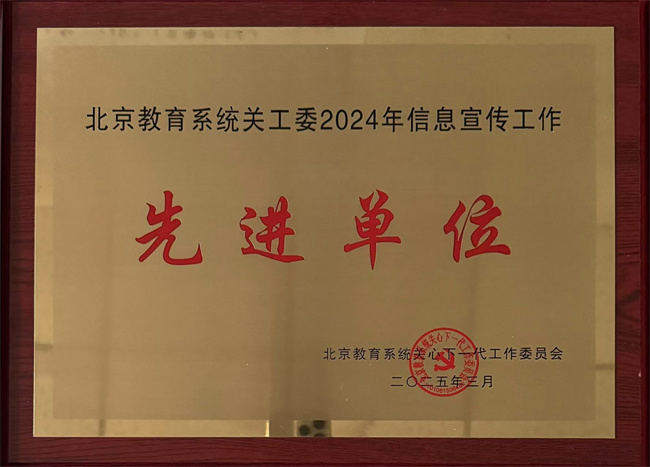 北京教育系统关工委2024年信息宣传工作
先进单位
北京教育系统关心下一代工作委员会
二〇二五年三月